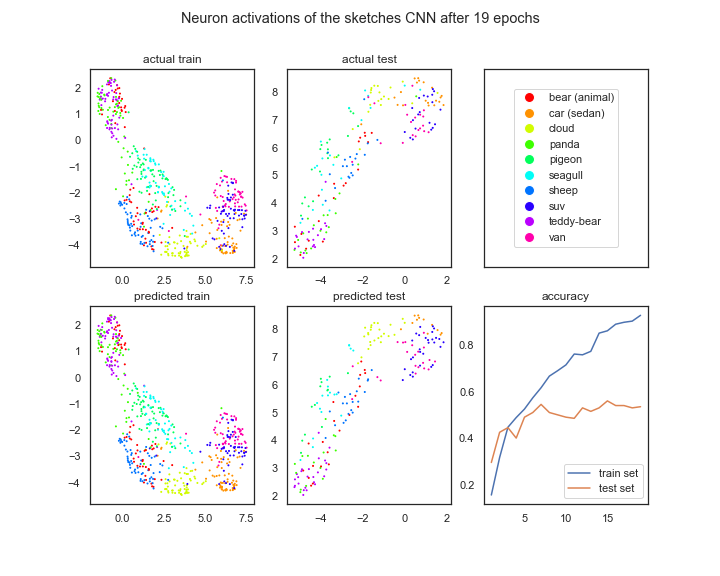 Neuron activations of the sketches CNN after 19 epochs
actual train
2
1
0
−1
−2
−3
−4
0.0 2.5 5.0 7.5
actual test
8
7
6
5
4
3
2
−4 −2 0 2
bear (animal)
car (sedan)
cloud
panda
pigeon
seagull
sheep
suv
teddy-bear
van
predicted train
2
1
0
−1
−2
−3
−4
0.0 2.5 5.0 7.5
predicted test
8
7
6
5
4
3
2
−4 −2 0 2
accuracy
0.8
0.6
0.4
0.2
train set
test set
5 10 15